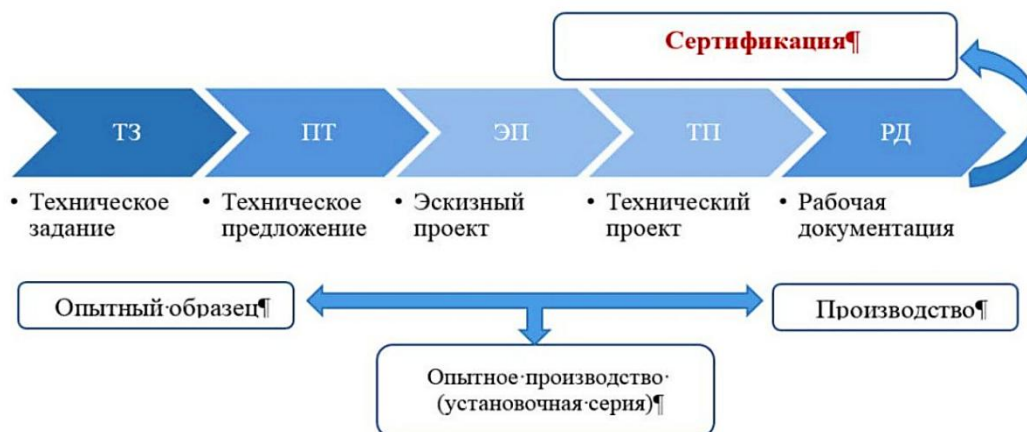 Сертификация¶
ТЗ
ПТ
ЭП
ТП
РД
• Техническое
задание
• Техническое
предложение
• Эскизный
проект
• Технический
проект
• Рабочая
документация
Опытный·образец¶
Производство¶
Опытное·производство·
(установочная·серия)¶